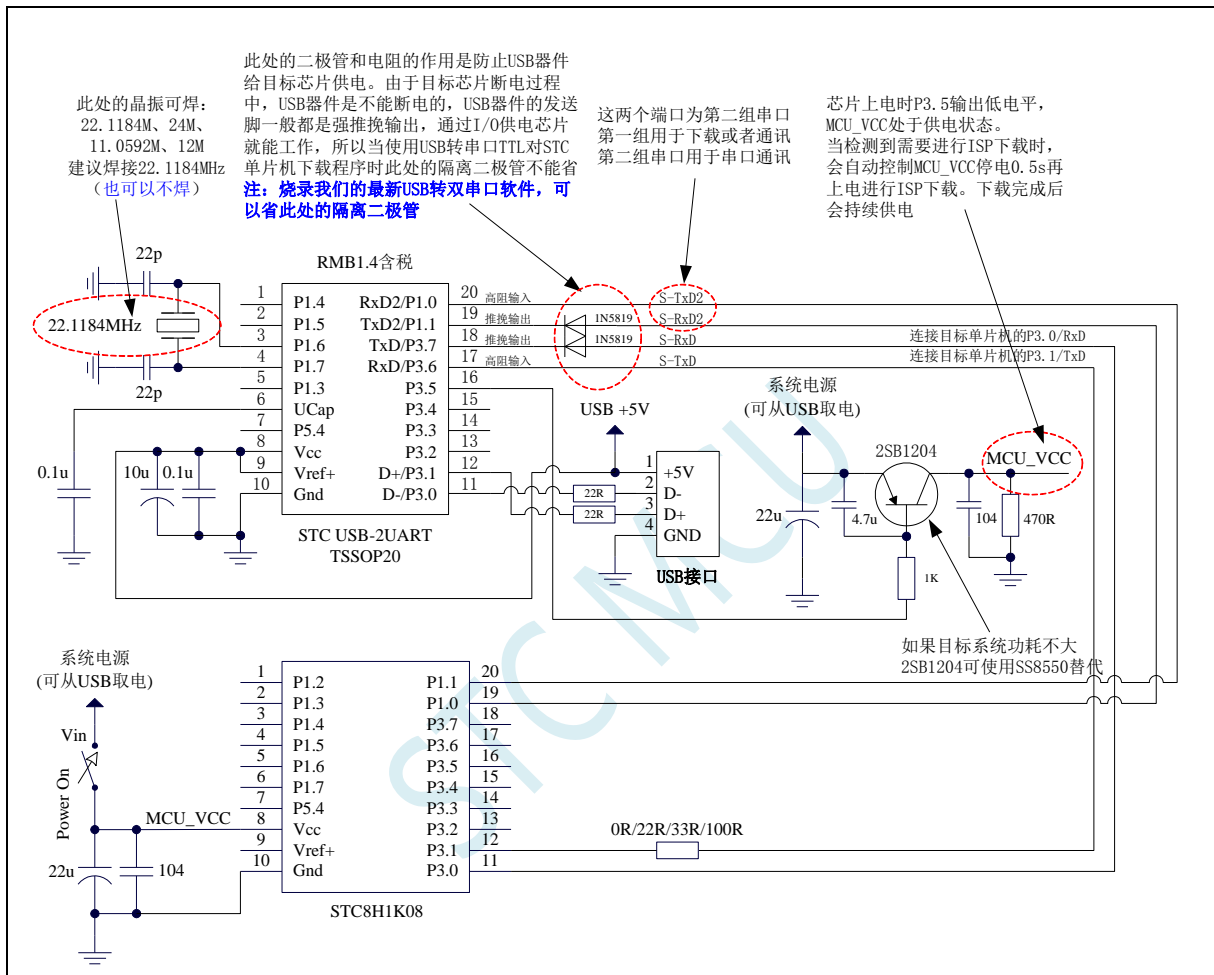 此处的晶振可焊：
22.1184M、24M、
11.0592M、12M
建议焊接22.1184MHz
（也可以不焊）
此处的二极管和电阻的作用是防止USB器件
给目标芯片供电。由于目标芯片断电过程
中，USB器件是不能断电的，USB器件的发送
脚一般都是强推挽输出，通过I/O供电芯片
就能工作，所以当使用USB转串口TTL对STC
单片机下载程序时此处的隔离二极管不能省
注：烧录我们的最新USB转双串口软件，可
以省此处的隔离二极管
这两个端口为第二组串口
第一组用于下载或者通讯
第二组串口用于串口通讯
芯片上电时P3.5输出低电平，
MCU_VCC处于供电状态。
当检测到需要进行ISP下载时，
会自动控制MCU_VCC停电0.5s再
上电进行ISP下载。下载完成后
会持续供电
22p
22.1184MHz
22p
RMB1.4含税
1 P1.4 RxD2/P1.0 20 高阻输入 S-TxD2
2 P1.5 TxD2/P1.1 19 推挽输出 1N5819 S-RxD2
3 P1.6 TxD/P3.7 18 推挽输出 1N5819 S-RxD 连接目标单片机的P3.0/RxD
4 P1.7 RxD/P3.6 17 高阻输入 S-TxD 连接目标单片机的P3.1/TxD
5 P1.3 P3.5 16
6 UCap P3.4 15
7 P5.4 P3.3 14
8 Vcc P3.2 13
9 Vref+ D+/P3.1 12
10 Gnd D-/P3.0 11
STC USB-2UART
TSSOP20
0.1u
10u
0.1u
USB +5V
22R
22R
1 +5V
2 D-
3 D+
4 GND
USB接口
系统电源
(可从USB取电)
22u
4.7u
2SB1204
MCU_VCC
104
470R
1K
如果目标系统功耗不大
2SB1204可使用SS8550替代
系统电源
(可从USB取电)
Vin
Power On
MCU_VCC
22u
104
1 P1.2 P1.1 20
2 P1.3 P1.0 19
3 P1.4 P3.7 18
4 P1.5 P3.6 17
5 P1.6 P3.5 16
6 P1.7 P3.4 15
7 P5.4 P3.3 14
8 Vcc P3.2 13
9 Vref+ P3.1 12
10 Gnd P3.0 11
0R/22R/33R/100R
STC8H1K08
STC MCU